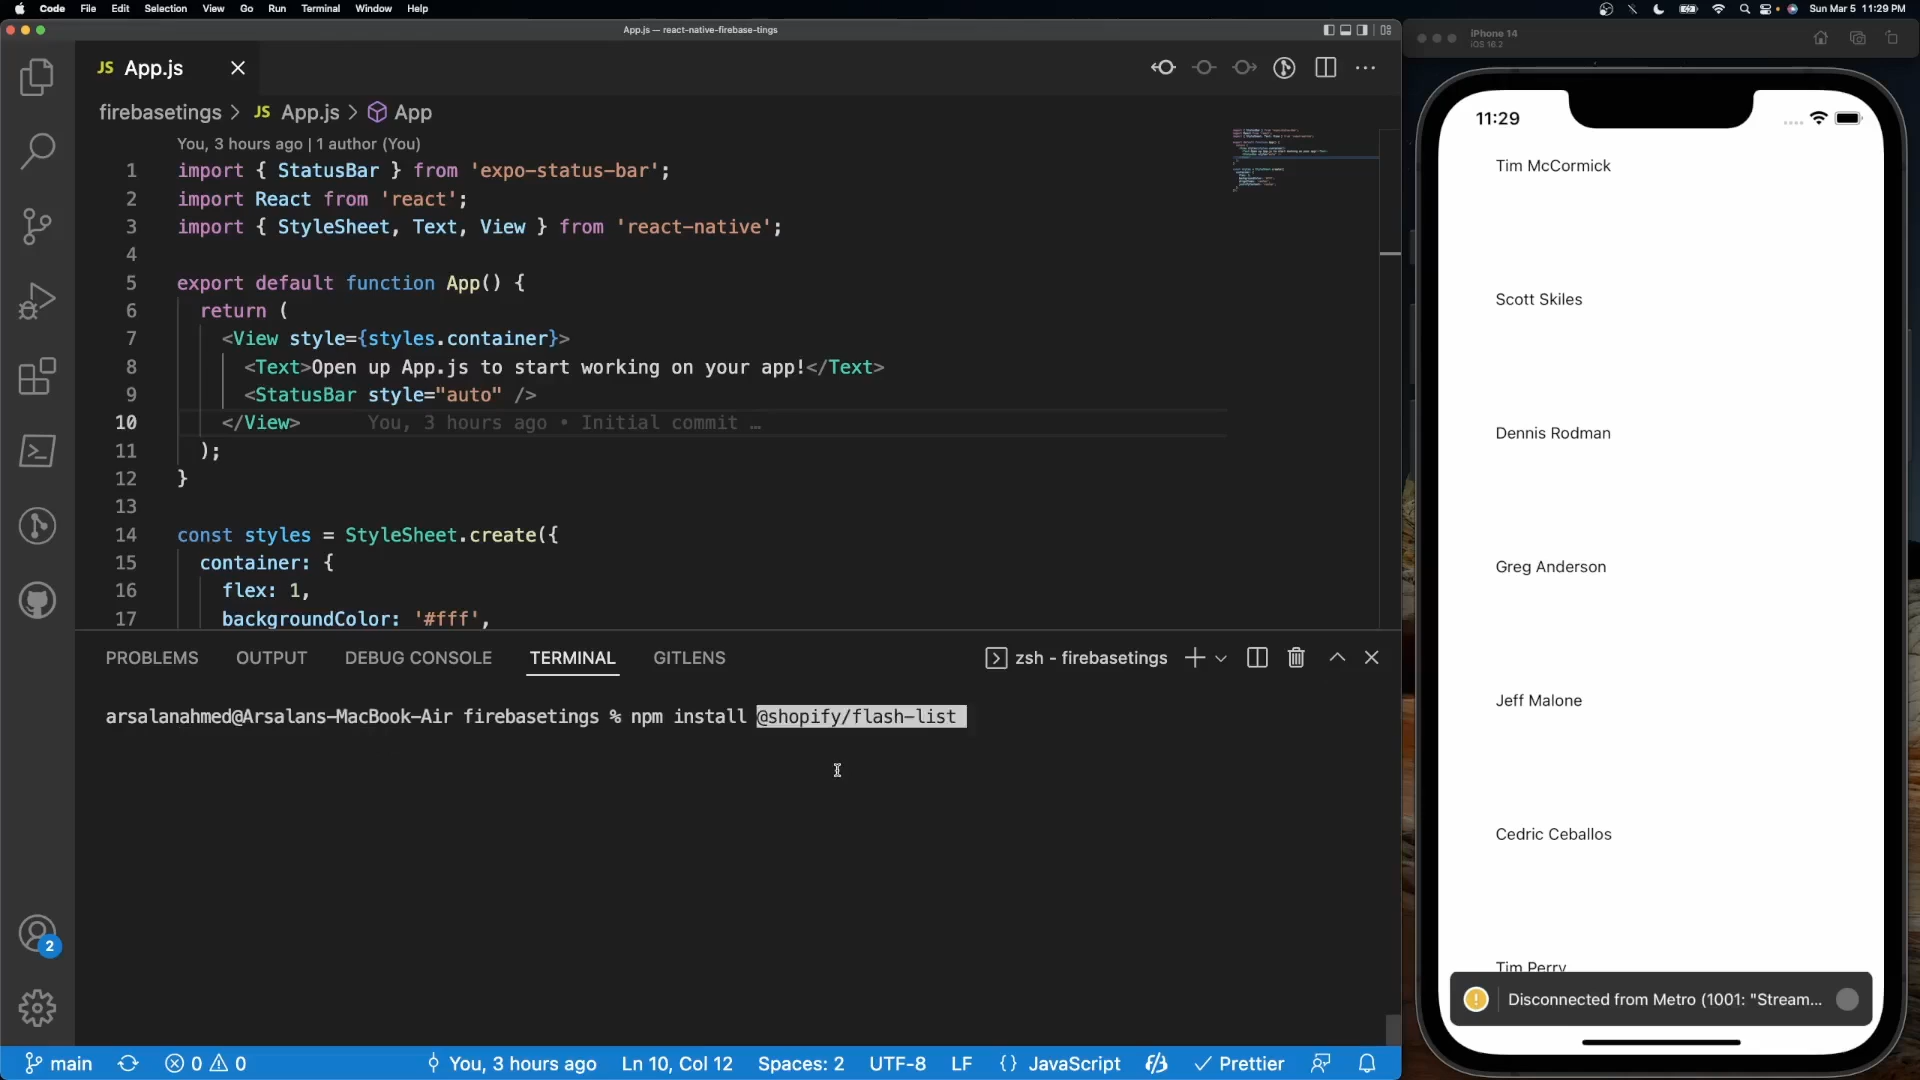 Code File Edit Selection View Go Run Terminal Window Help
Sun Mar 5 11:29 PM
App.js — react-native-firebase-tings
JS App.js
firebasetings > JS App.js > App
You, 3 hours ago | 1 author (You)
1 import { StatusBar } from 'expo-status-bar';
2 import React from 'react';
3 import { StyleSheet, Text, View } from 'react-native';
4
5 export default function App() {
6 return (
7 <View style={styles.container}>
8 <Text>Open up App.js to start working on your app!</Text>
9 <StatusBar style="auto" />
10 </View> You, 3 hours ago • Initial commit …
11 );
12 }
13
14 const styles = StyleSheet.create({
15 container: {
16 flex: 1,
17 backgroundColor: '#fff',
PROBLEMS OUTPUT DEBUG CONSOLE TERMINAL GITLENS
zsh - firebasetings
arsalanahmed@Arsalans-MacBook-Air firebasetings % npm install @shopify/flash-list
2
main 0 0 You, 3 hours ago Ln 10, Col 12 Spaces: 2 UTF-8 LF {} JavaScript Prettier
iPhone 14
iOS 16.2
11:29
Tim McCormick
Scott Skiles
Dennis Rodman
Greg Anderson
Jeff Malone
Cedric Ceballos
Tim Perry
Disconnected from Metro (1001: "Stream...